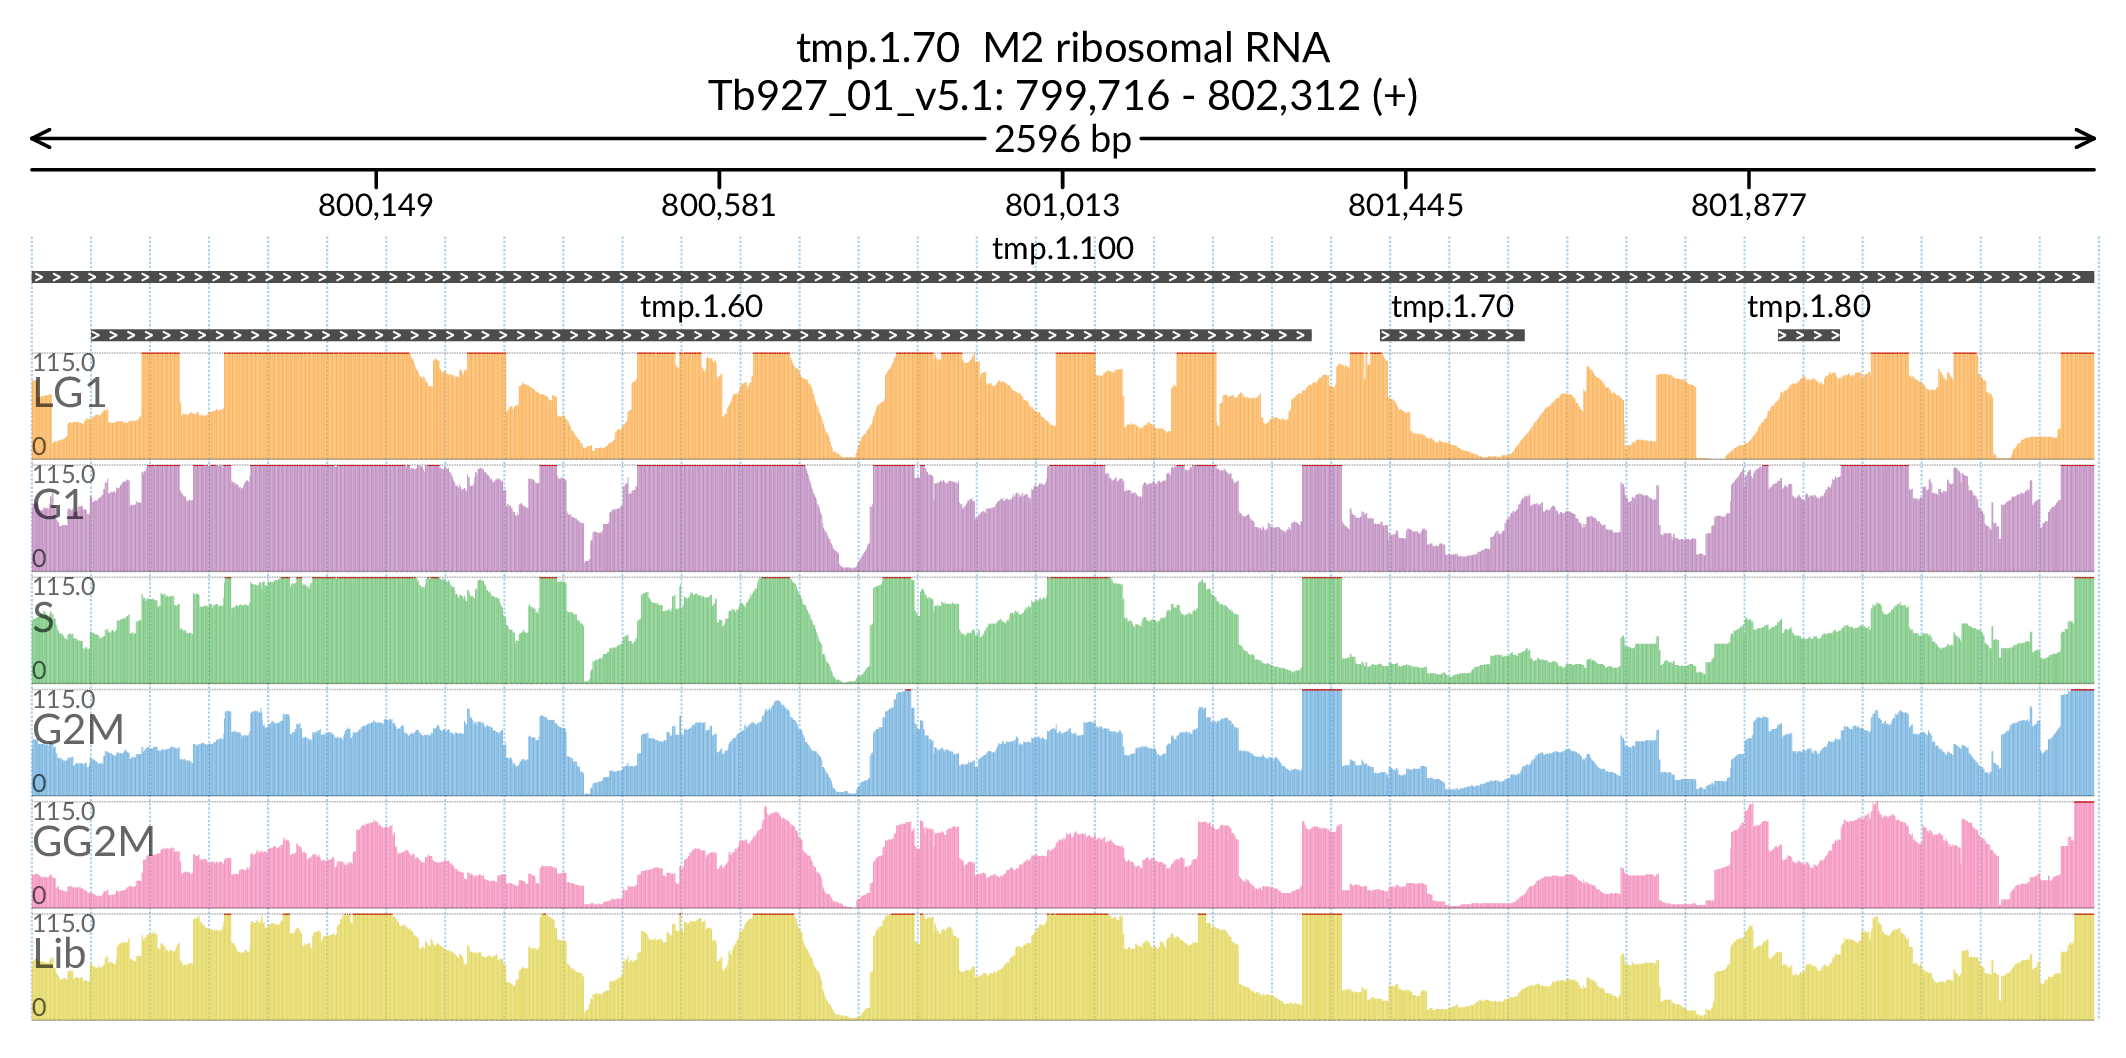 tmp.1.70 M2 ribosomal RNA
Tb927_01_v5.1: 799,716 - 802,312 (+)
2596 bp
800,149 800,581 801,013 801,445 801,877
tmp.1.100
tmp.1.60 tmp.1.70 tmp.1.80
115.0
LG1
0
115.0
G1
0
115.0
S
0
115.0
G2M
0
115.0
GG2M
0
115.0
Lib
0